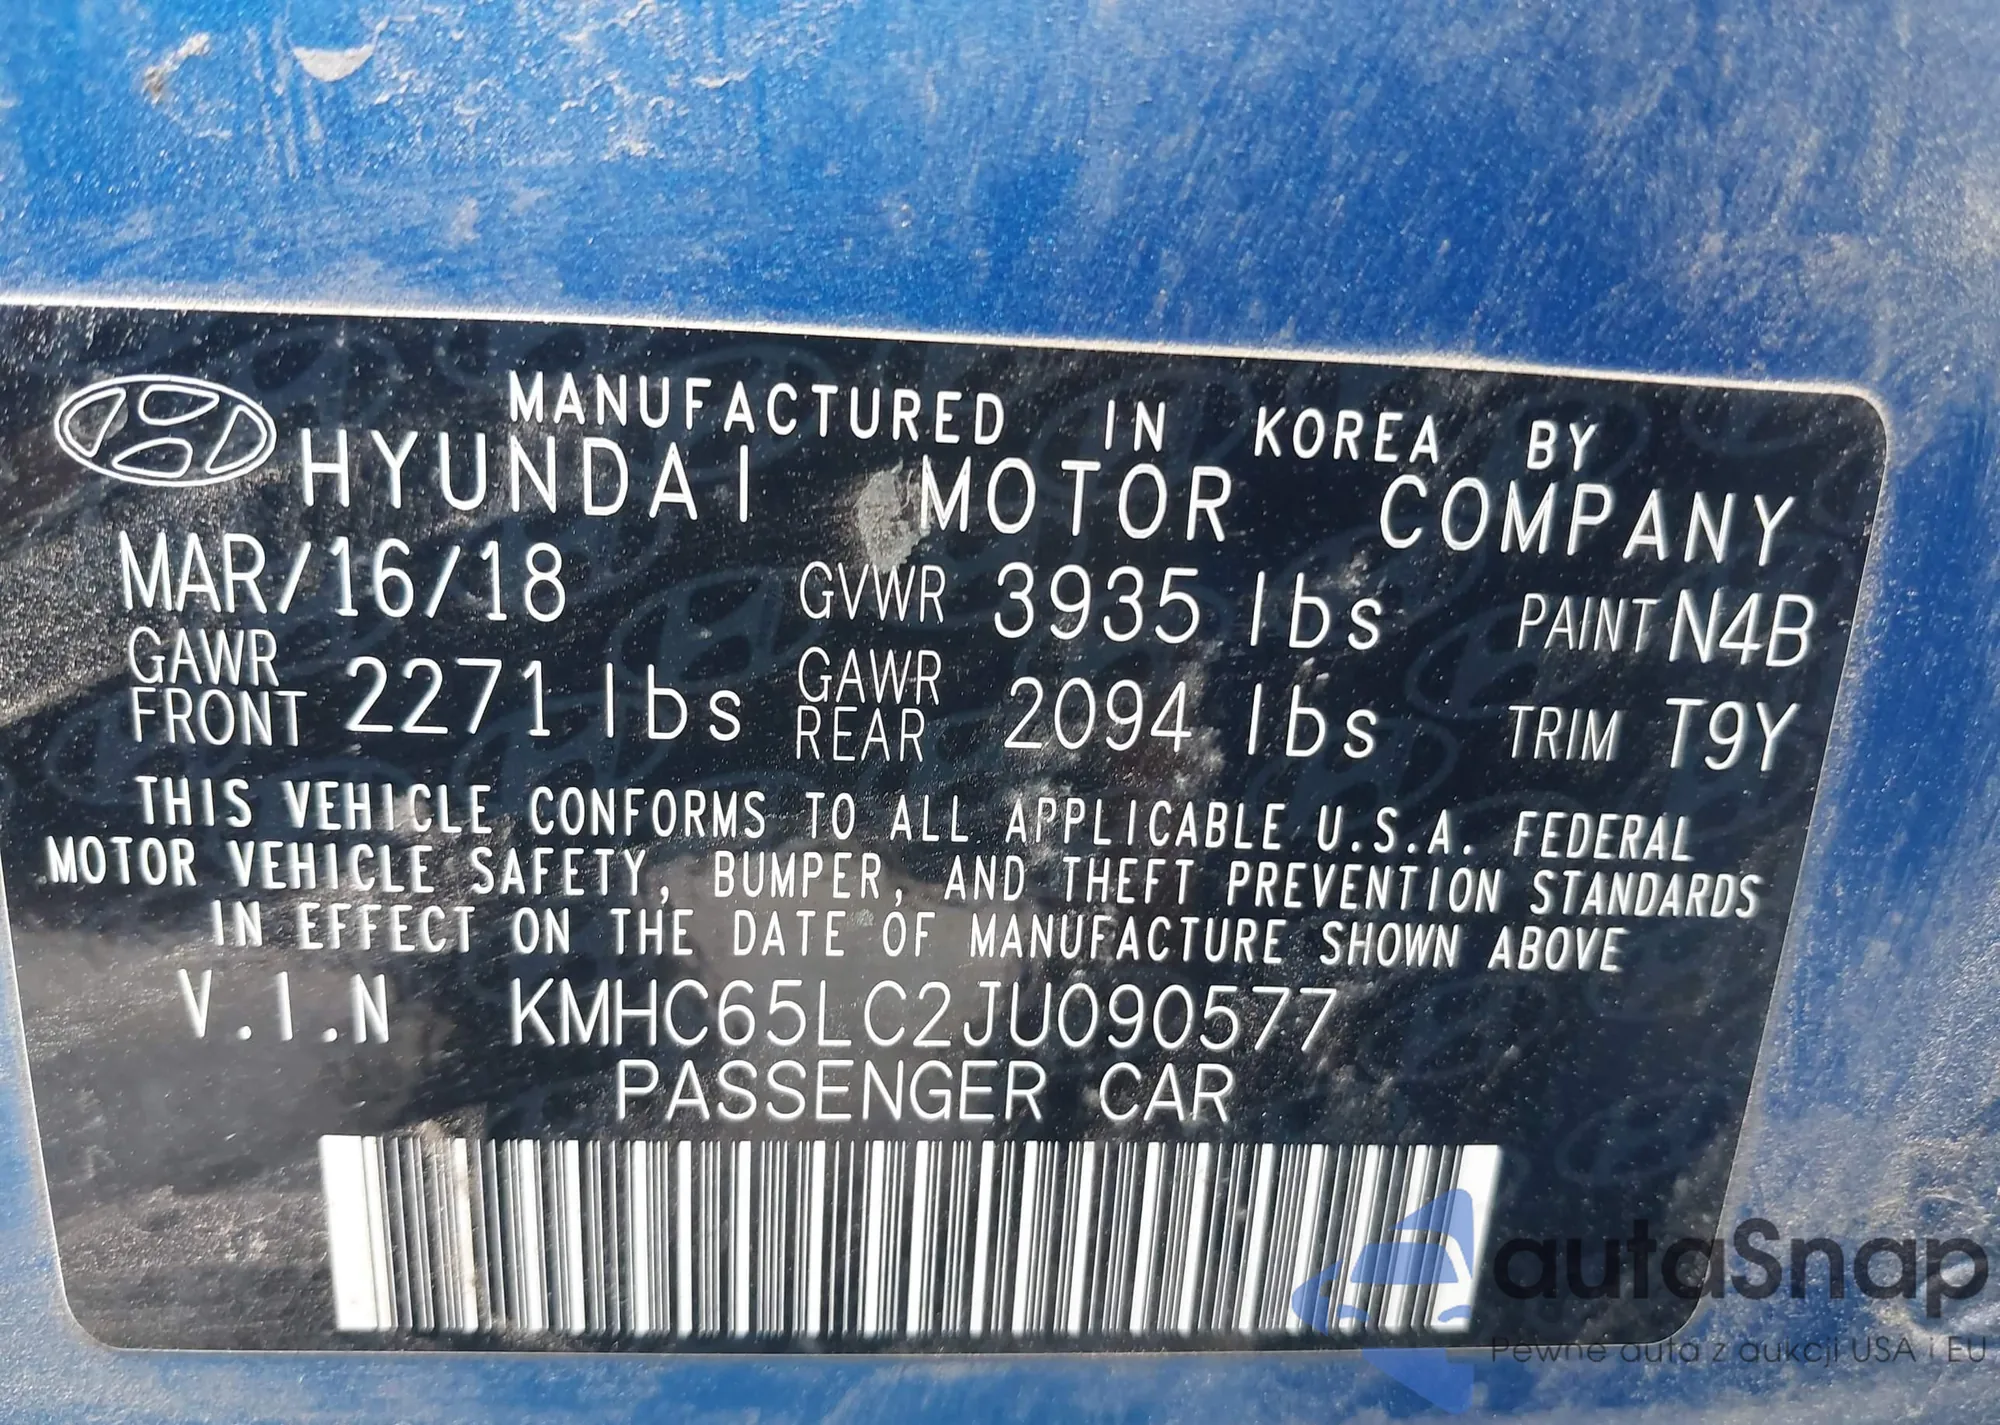 MANUFACTURED IN KOREA BY
HYUNDAI MOTOR COMPANY
MAR/16/18 GVWR 3935 lbs PAINT N4B
GAWR FRONT 2271 lbs GAWR REAR 2094 lbs TRIM T9Y
THIS VEHICLE CONFORMS TO ALL APPLICABLE U.S.A. FEDERAL
MOTOR VEHICLE SAFETY, BUMPER, AND THEFT PREVENTION STANDARDS
IN EFFECT ON THE DATE OF MANUFACTURE SHOWN ABOVE
V.I.N KMHC65LC2JU090577
PASSENGER CAR
autaSnap
Pewne auta z aukcji USA i EU